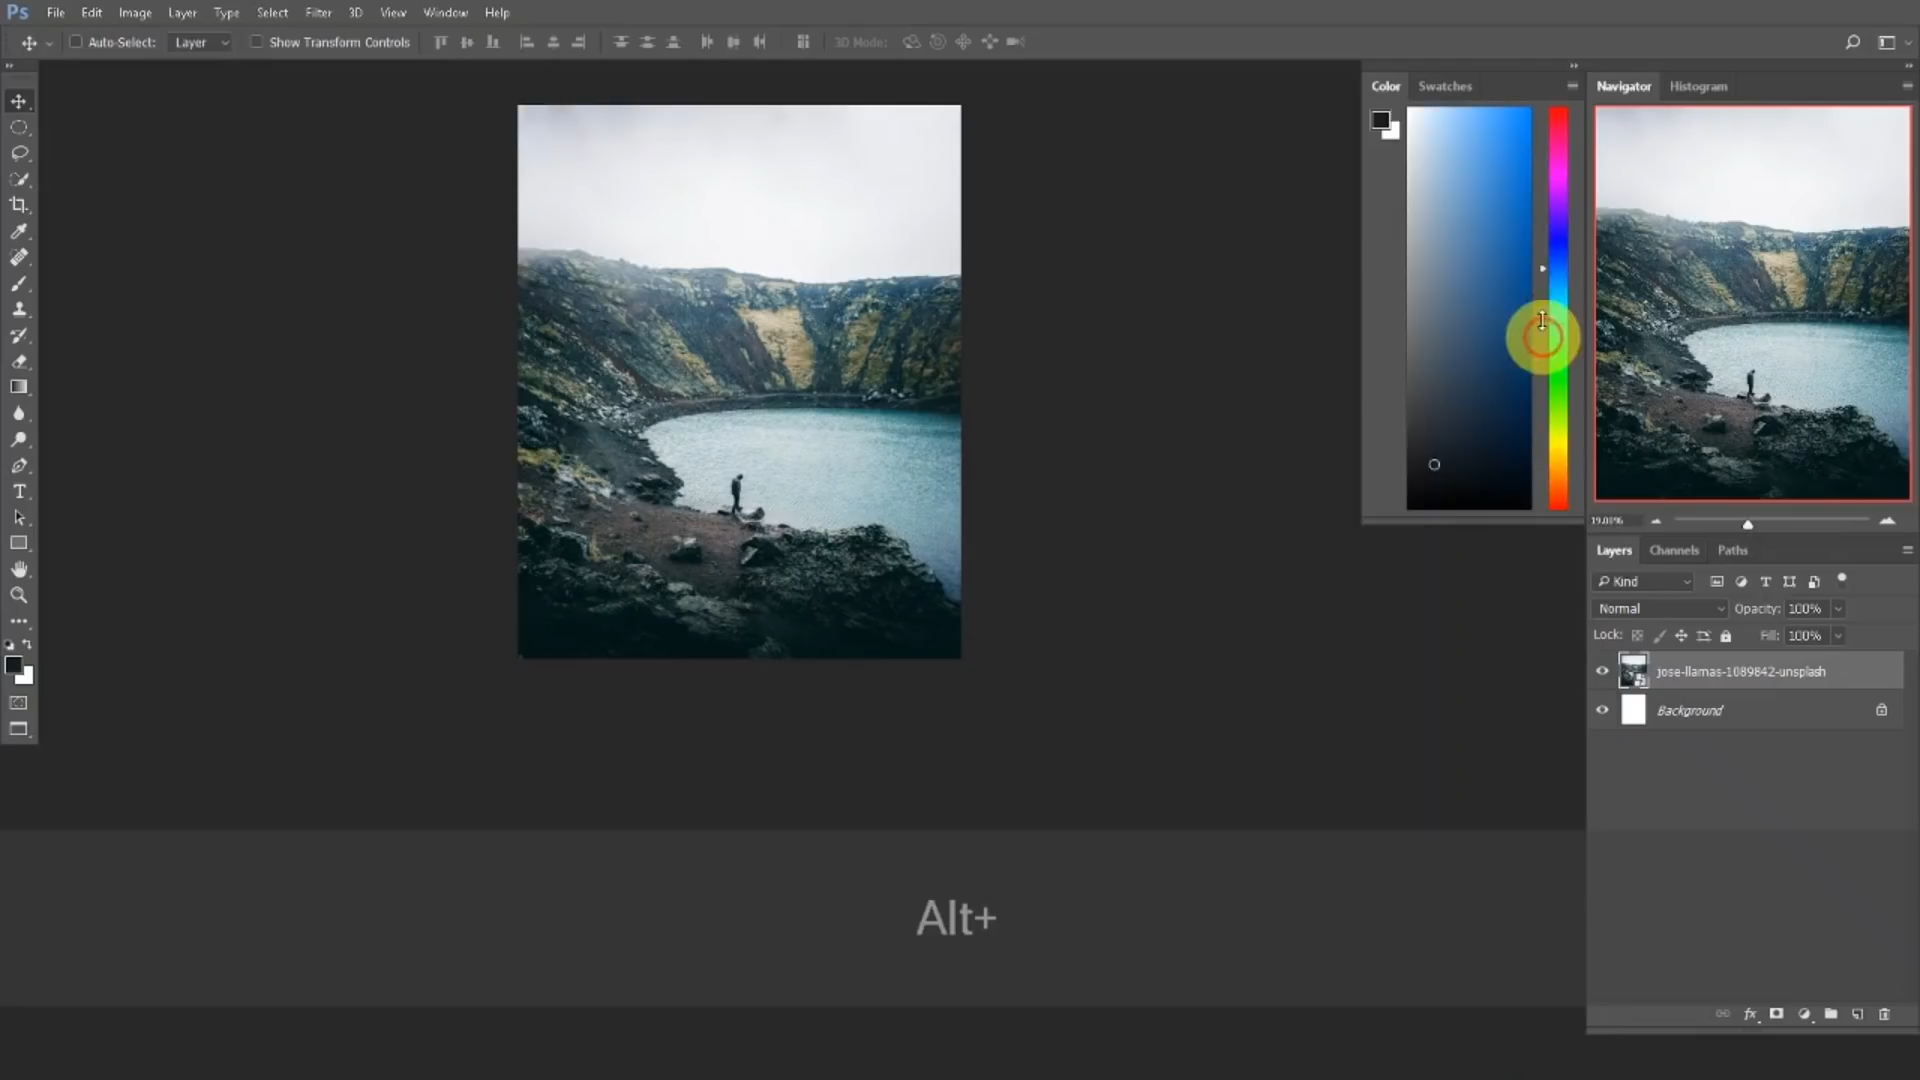 Ps File Edit Image Layer Type Select Filter 3D View Window Help
Auto-Select: Layer Show Transform Controls 3D Mode:
Color Swatches
Navigator Histogram
19.01%
Layers Channels Paths
Kind
Normal Opacity: 100%
Lock: Fill: 100%
jose-llamas-1089842-unsplash
Background
Alt+